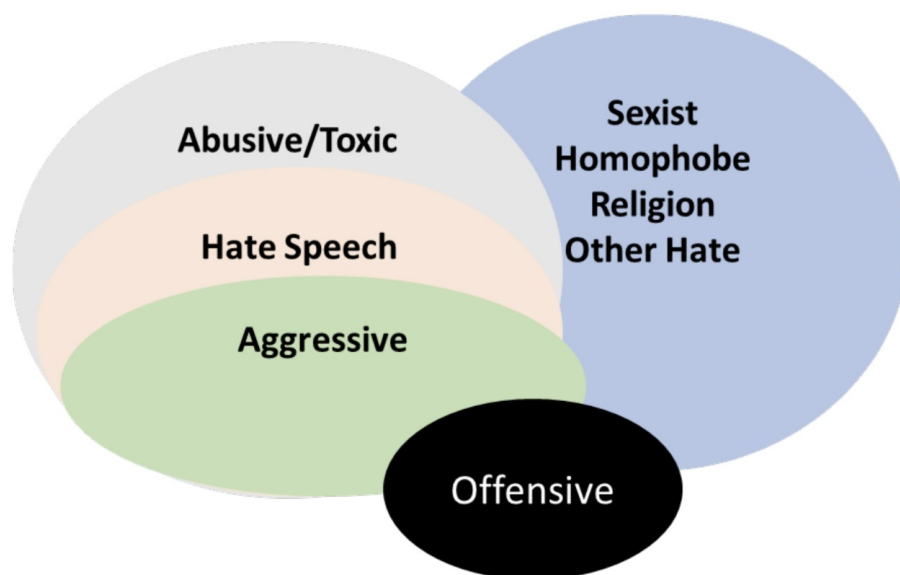 Abusive/Toxic
Hate Speech
Aggressive
Sexist
Homophobe
Religion
Other Hate
Offensive